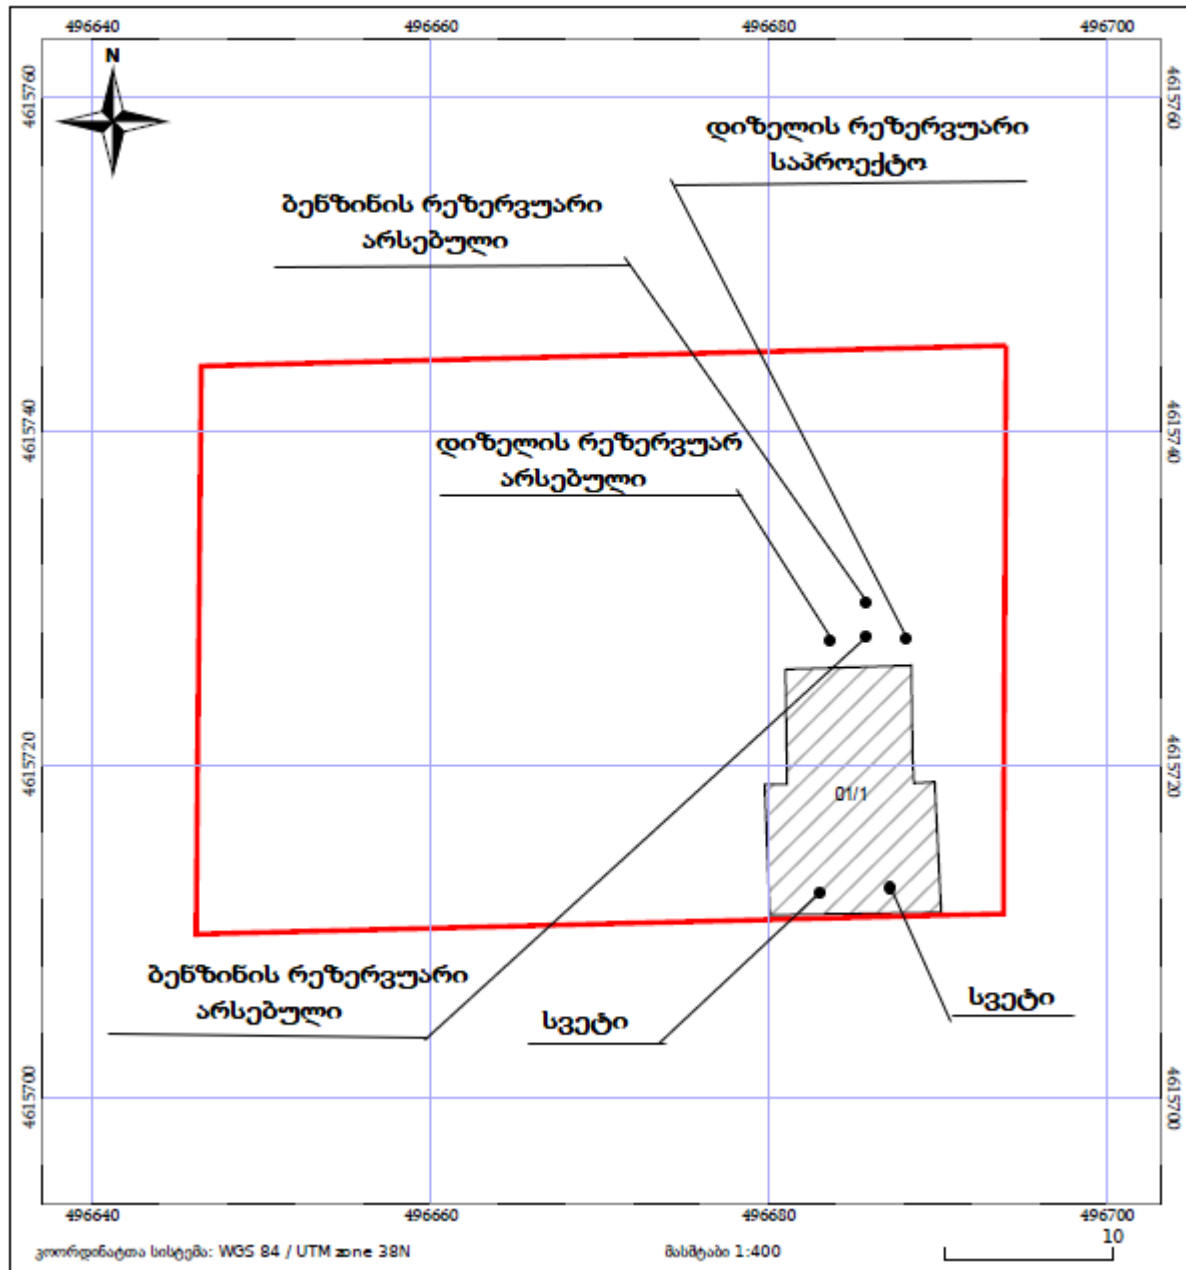 496640 496660 496680 496700
N
4615760 4615760
დიზელის რეზერვუარი
საპროექტო
ბენზინის რეზერვუარი
არსებული
4615740 4615740
დიზელის რეზერვუარ
არსებული
4615720 4615720
01/1
ბენზინის რეზერვუარი
არსებული
სვეტი
სვეტი
4615700 4615700
496640 496660 496680 496700
კოორდინატთა სისტემა: WGS 84 / UTM zone 38N
მასშტაბი 1:400
10